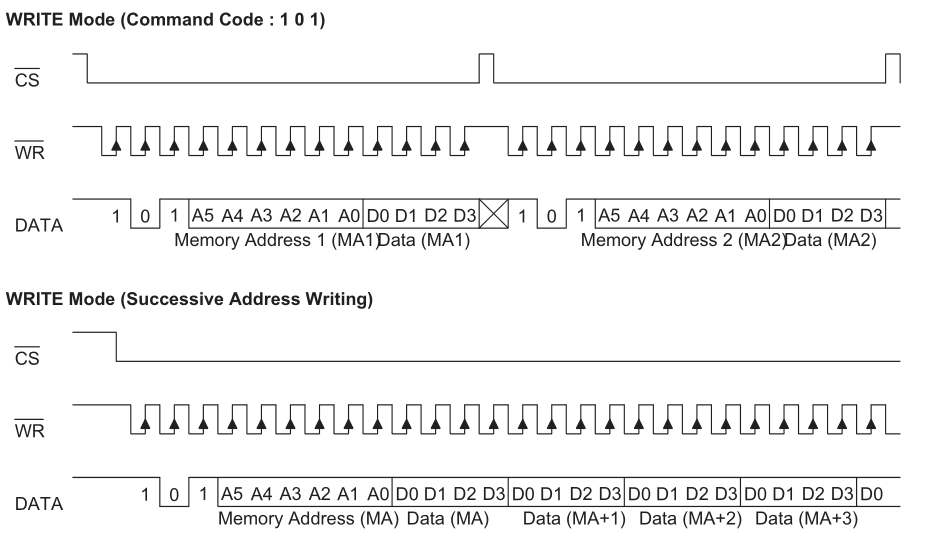 WRITE Mode (Command Code : 1 0 1)
CS
WR
DATA 1 0 1 A5 A4 A3 A2 A1 A0 D0 D1 D2 D3 1 0 1 A5 A4 A3 A2 A1 A0 D0 D1 D2 D3
Memory Address 1 (MA1) Data (MA1) Memory Address 2 (MA2) Data (MA2)
WRITE Mode (Successive Address Writing)
CS
WR
DATA 1 0 1 A5 A4 A3 A2 A1 A0 D0 D1 D2 D3 D0 D1 D2 D3 D0 D1 D2 D3 D0 D1 D2 D3 D0
Memory Address (MA) Data (MA) Data (MA+1) Data (MA+2) Data (MA+3)